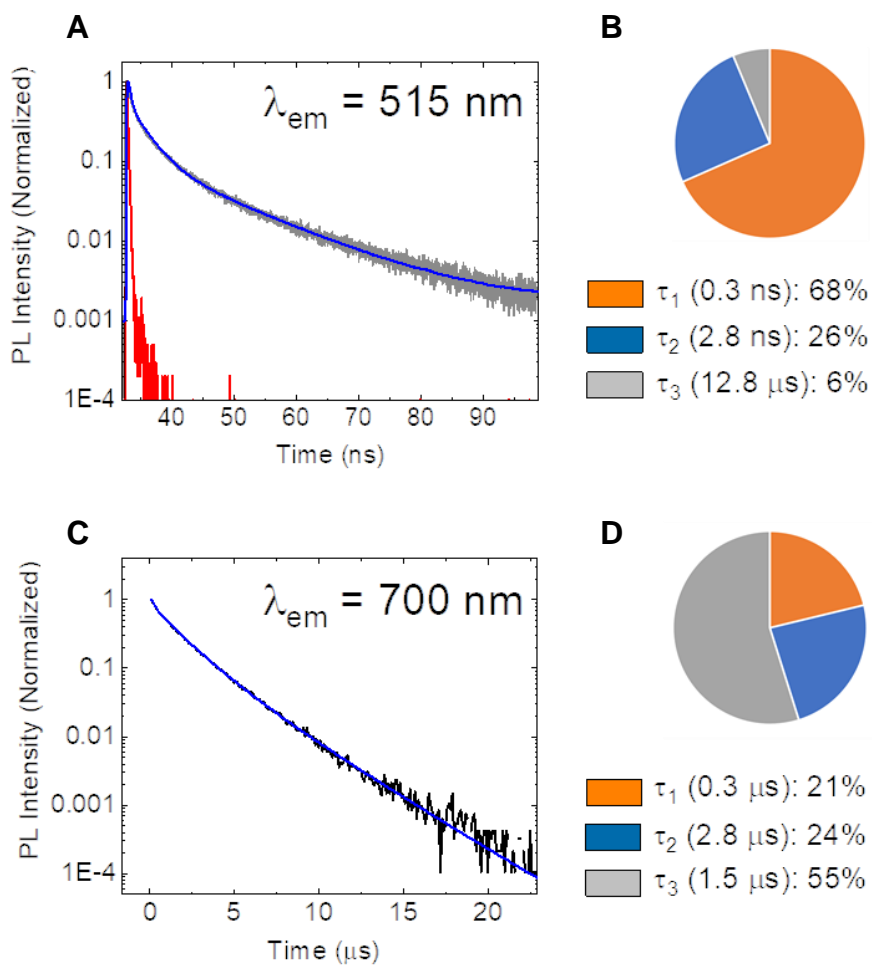 A
PL Intensity (Normalized)
λem = 515 nm
1
0.1
0.01
0.001
1E-4
40 50 60 70 80 90
Time (ns)
B
τ1 (0.3 ns): 68%
τ2 (2.8 ns): 26%
τ3 (12.8 μs): 6%
C
PL Intensity (Normalized)
λem = 700 nm
1
0.1
0.01
0.001
1E-4
0 5 10 15 20
Time (μs)
D
τ1 (0.3 μs): 21%
τ2 (2.8 μs): 24%
τ3 (1.5 μs): 55%